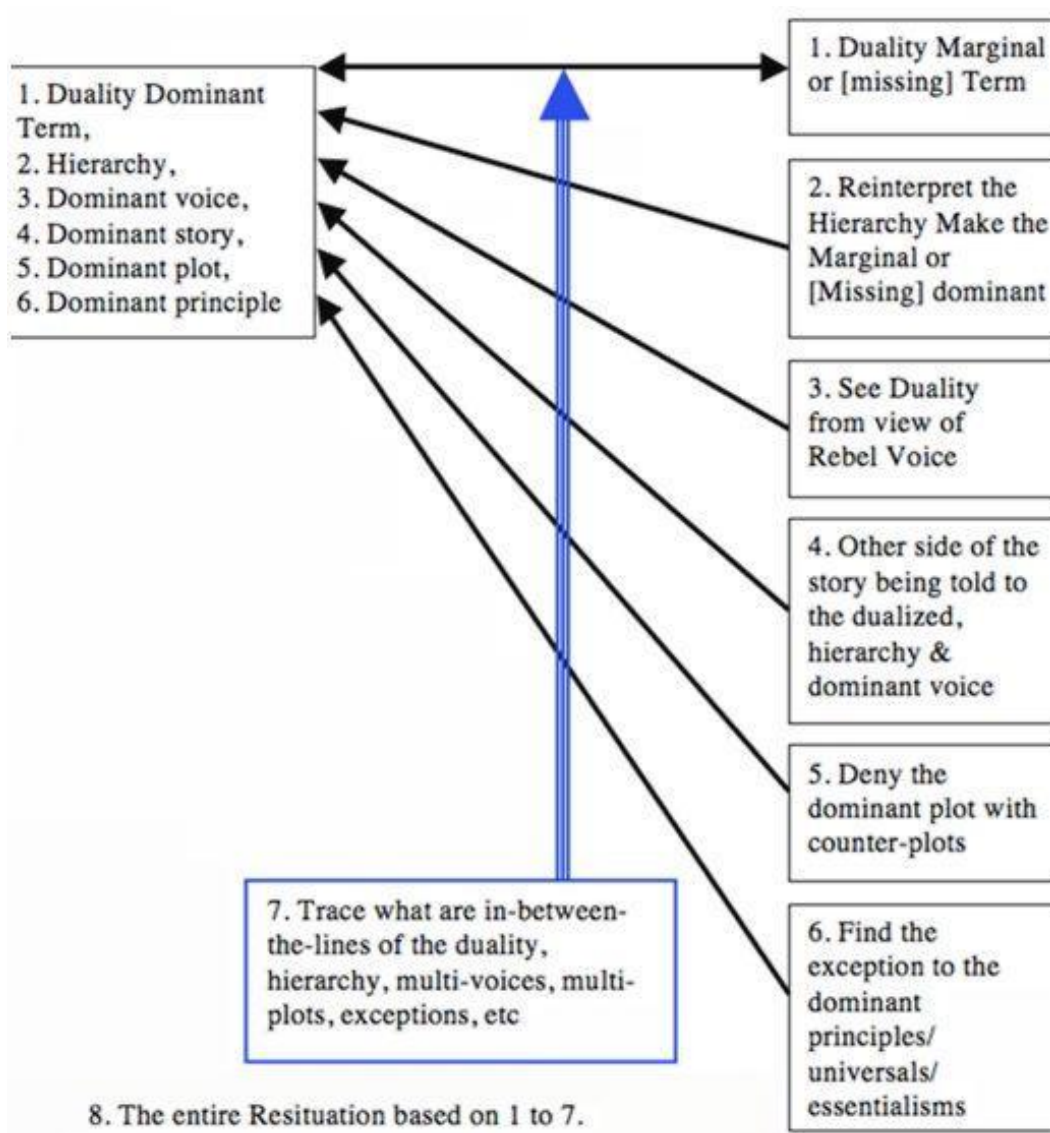 1. Duality Dominant
Term,
2. Hierarchy,
3. Dominant voice,
4. Dominant story,
5. Dominant plot,
6. Dominant principle
1. Duality Marginal
or [missing] Term
2. Reinterpret the
Hierarchy Make the
Marginal or
[Missing] dominant
3. See Duality
from view of
Rebel Voice
4. Other side of the
story being told to
the dualized,
hierarchy &
dominant voice
5. Deny the
dominant plot with
counter-plots
6. Find the
exception to the
dominant
principles/
universals/
essentialisms
7. Trace what are in-between-
the-lines of the duality,
hierarchy, multi-voices, multi-
plots, exceptions, etc
8. The entire Resituation based on 1 to 7.